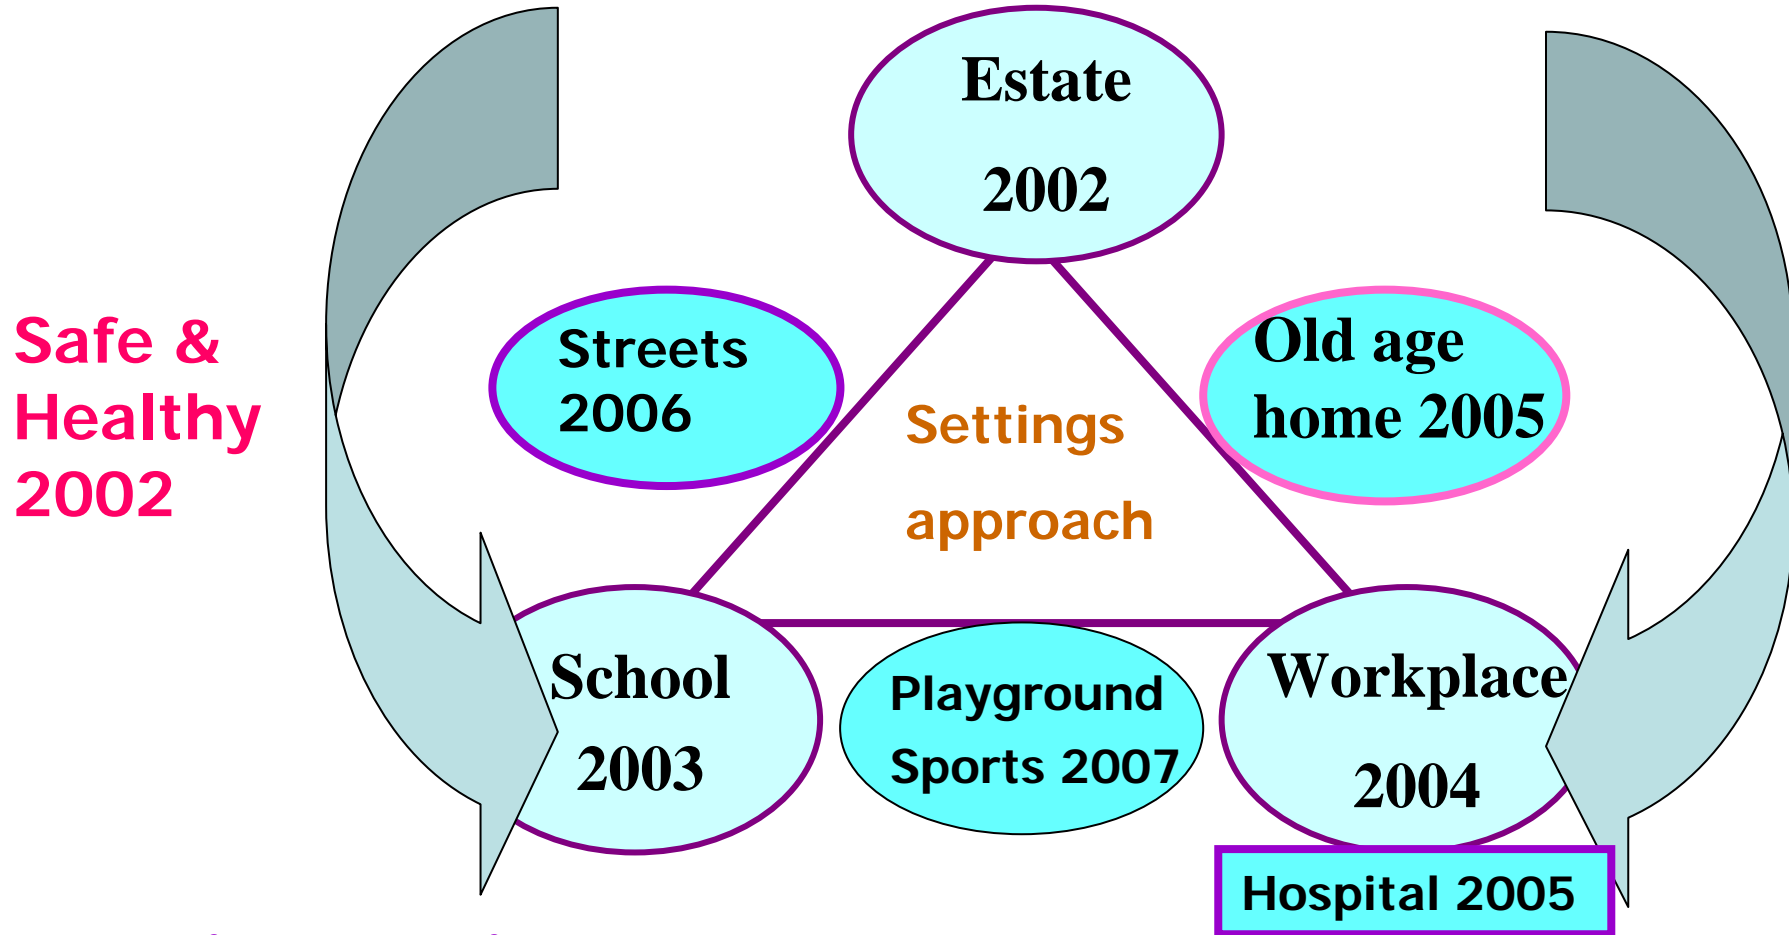 Estate
2002
Safe &
Healthy
2002
Streets
2006
Old age
home 2005
Settings
approach
School
2003
Playground
Sports 2007
Workplace
2004
Hospital 2005